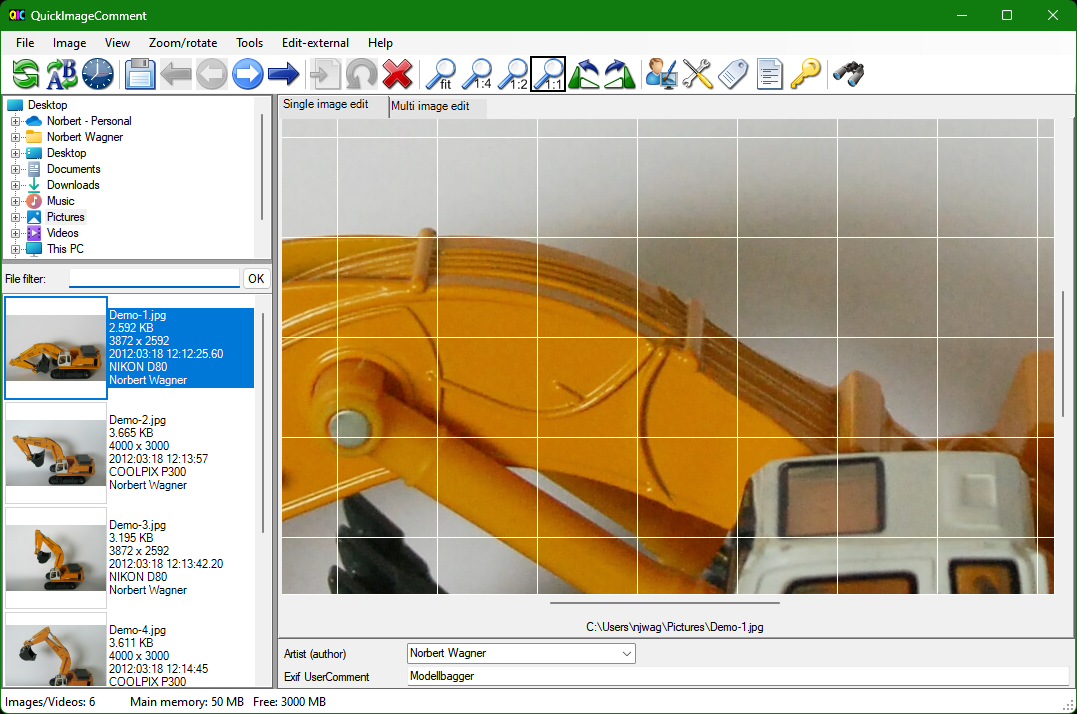 QIC QuickImageComment
File Image View Zoom/rotate Tools Edit-external Help
AB fit 1:4 1:2 1:1
Desktop
Norbert - Personal
Norbert Wagner
Desktop
Documents
Downloads
Music
Pictures
Videos
This PC
File filter: OK
Demo-1.jpg
2.592 KB
3872 x 2592
2012:03:18 12:12:25.60
NIKON D80
Norbert Wagner
Demo-2.jpg
3.665 KB
4000 x 3000
2012:03:18 12:13:57
COOLPIX P300
Norbert Wagner
Demo-3.jpg
3.195 KB
3872 x 2592
2012:03:18 12:13:42.20
NIKON D80
Norbert Wagner
Demo-4.jpg
3.611 KB
4000 x 3000
2012:03:18 12:14:45
COOLPIX P300
Single image edit Multi image edit
C:\Users\njwag\Pictures\Demo-1.jpg
Artist (author) Norbert Wagner
Exif UserComment Modellbagger
Images/Videos: 6 Main memory: 50 MB Free: 3000 MB